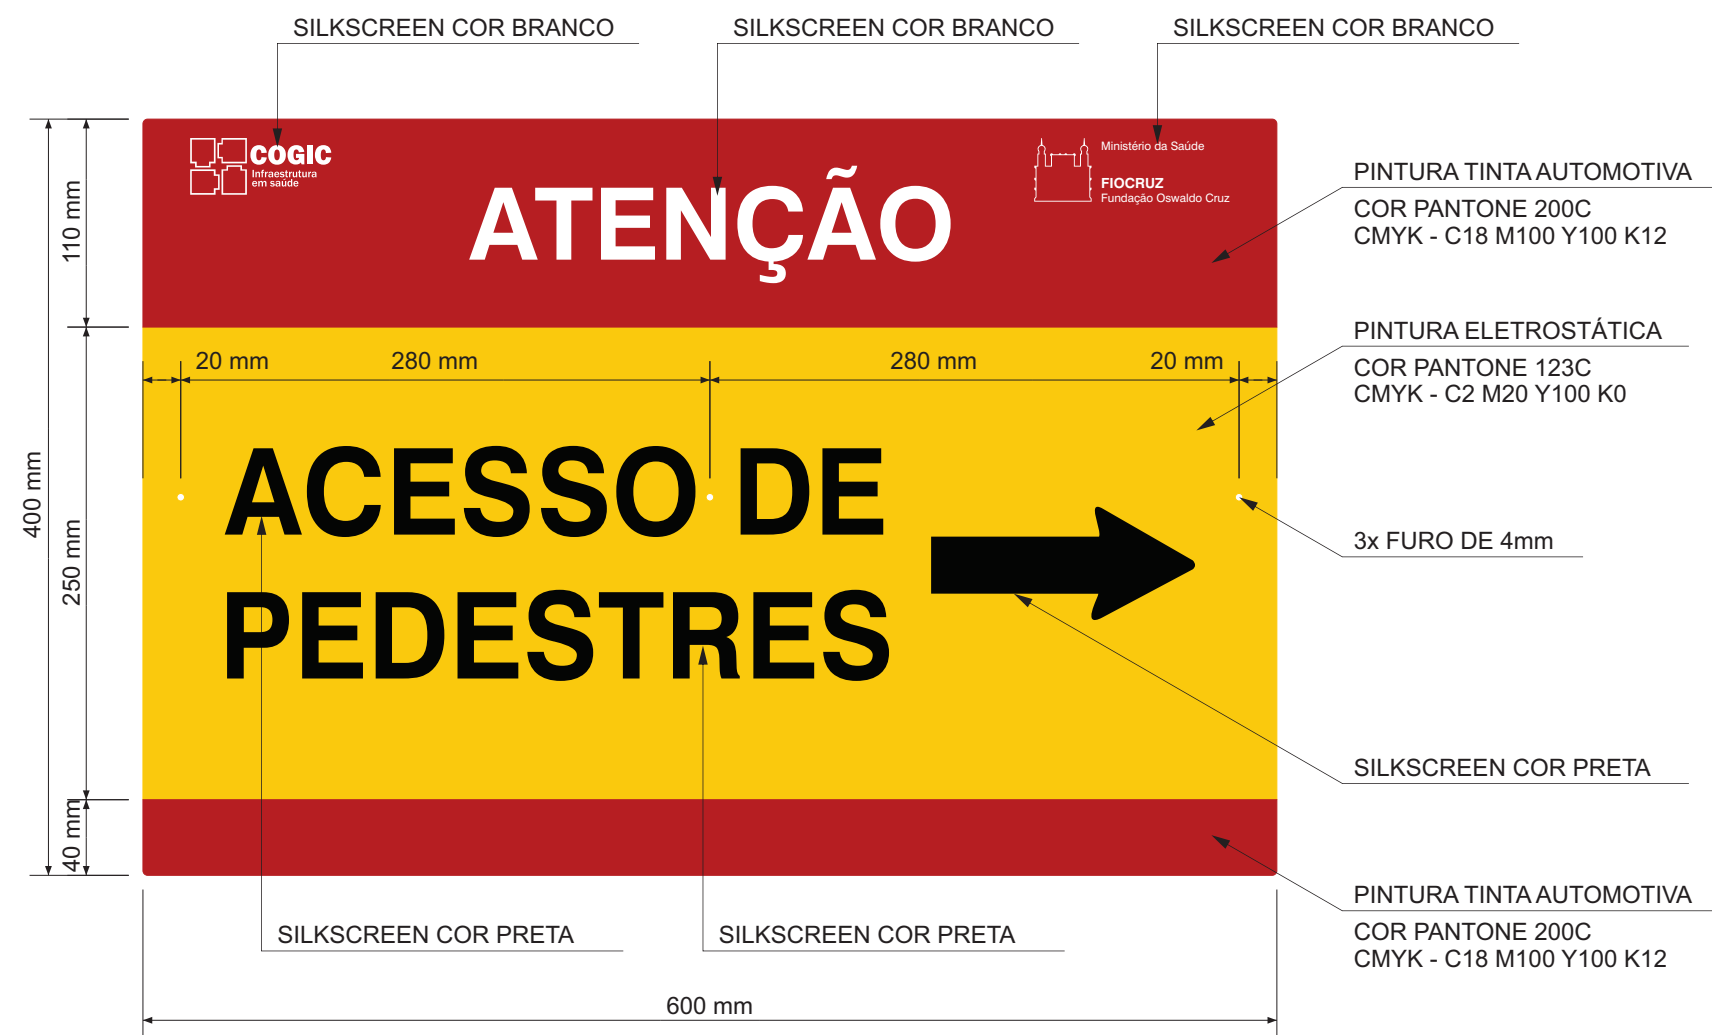 SILKSCREEN COR BRANCO
SILKSCREEN COR BRANCO
SILKSCREEN COR BRANCO
COGIC
Infraestrutura
em saúde
ATENÇÃO
Ministério da Saúde
FIOCRUZ
Fundação Oswaldo Cruz
PINTURA TINTA AUTOMOTIVA
COR PANTONE 200C
CMYK - C18 M100 Y100 K12
110 mm
PINTURA ELETROSTÁTICA
COR PANTONE 123C
CMYK - C2 M20 Y100 K0
20 mm
280 mm
280 mm
20 mm
400 mm
250 mm
ACESSO DE
PEDESTRES
3x FURO DE 4mm
SILKSCREEN COR PRETA
40 mm
PINTURA TINTA AUTOMOTIVA
COR PANTONE 200C
CMYK - C18 M100 Y100 K12
SILKSCREEN COR PRETA
SILKSCREEN COR PRETA
600 mm